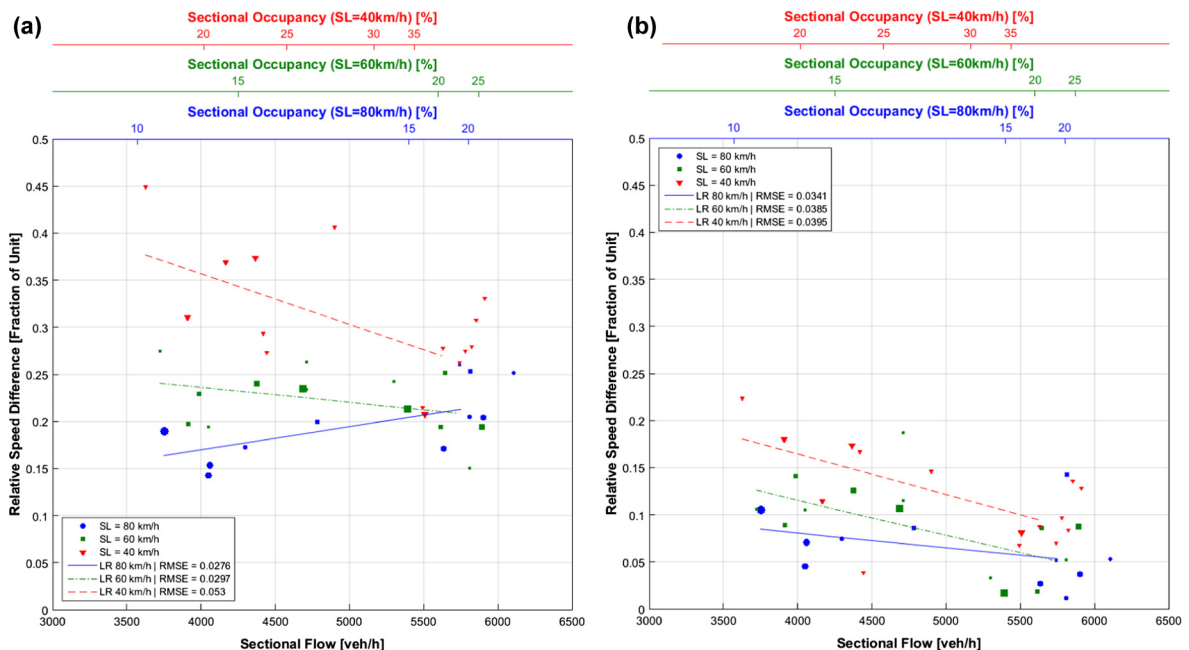 (a)
Sectional Occupancy (SL=40km/h) [%]
20 25 30 35
Sectional Occupancy (SL=60km/h) [%]
15 20 25
Sectional Occupancy (SL=80km/h) [%]
10 15 20
0.5
0.45
0.4
0.35
0.3
0.25
0.2
0.15
0.1
0.05
0
Relative Speed Difference [Fraction of Unit]
SL = 80 km/h
SL = 60 km/h
SL = 40 km/h
LR 80 km/h | RMSE = 0.0276
LR 60 km/h | RMSE = 0.0297
LR 40 km/h | RMSE = 0.053
3000 3500 4000 4500 5000 5500 6000 6500
Sectional Flow [veh/h]
(b)
Sectional Occupancy (SL=40km/h) [%]
20 25 30 35
Sectional Occupancy (SL=60km/h) [%]
15 20 25
Sectional Occupancy (SL=80km/h) [%]
10 15 20
0.5
0.45
0.4
0.35
0.3
0.25
0.2
0.15
0.1
0.05
0
Relative Speed Difference [Fraction of Unit]
SL = 80 km/h
SL = 60 km/h
SL = 40 km/h
LR 80 km/h | RMSE = 0.0341
LR 60 km/h | RMSE = 0.0385
LR 40 km/h | RMSE = 0.0395
3000 3500 4000 4500 5000 5500 6000 6500
Sectional Flow [veh/h]